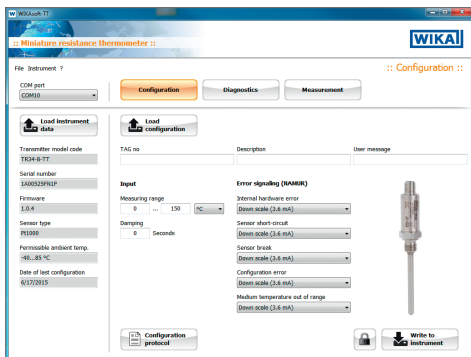 WIKAsoft-TT
:: Miniature resistance thermometer ::
WIKA
File Instrument ?
:: Configuration ::
COM port
COM10
Configuration
Diagnostics
Measurement
Load instrument
data
Load
configuration
Transmitter model code
TR34-B-TT
TAG no
Description
User message
Serial number
1A00525PN1P
Firmware
1.0.4
Sensor type
Pt1000
Permissible ambient temp.
-40...85 °C
Date of last configuration
6/17/2015
Input
Measuring range
0 ... 150 °C
Damping
0 Seconds
Error signaling (NAMUR)
Internal hardware error
Down scale (3.6 mA)
Sensor short-circuit
Down scale (3.6 mA)
Sensor break
Down scale (3.6 mA)
Configuration error
Down scale (3.6 mA)
Medium temperature out of range
Down scale (3.6 mA)
Configuration
protocol
Write to
instrument